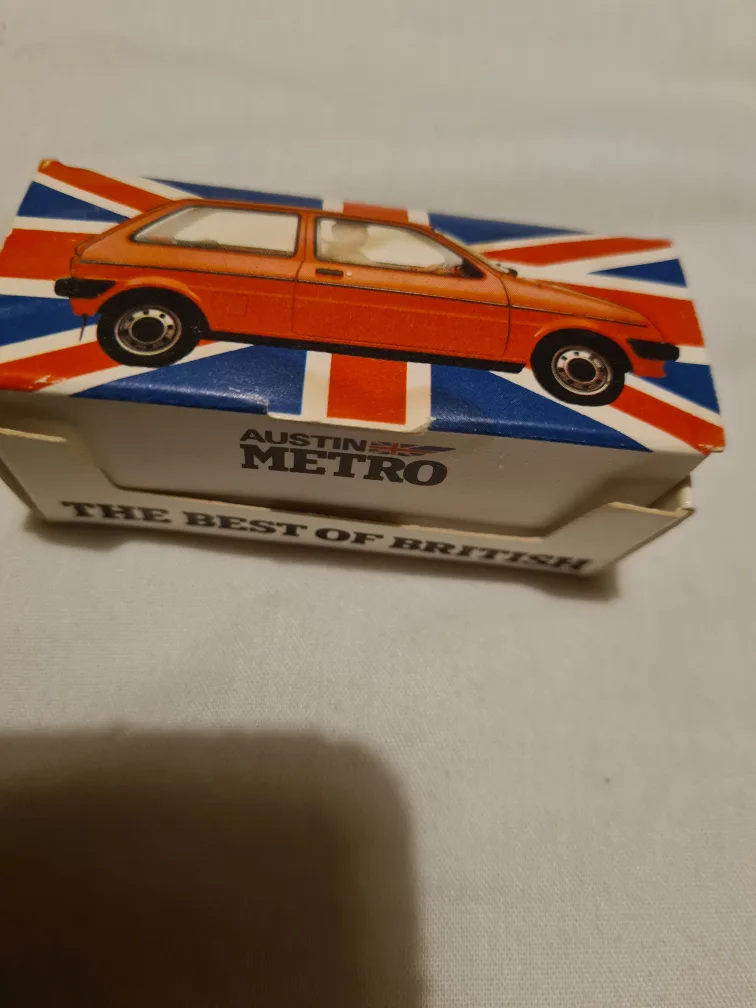 AUSTIN
METRO
THE BEST OF BRITISH